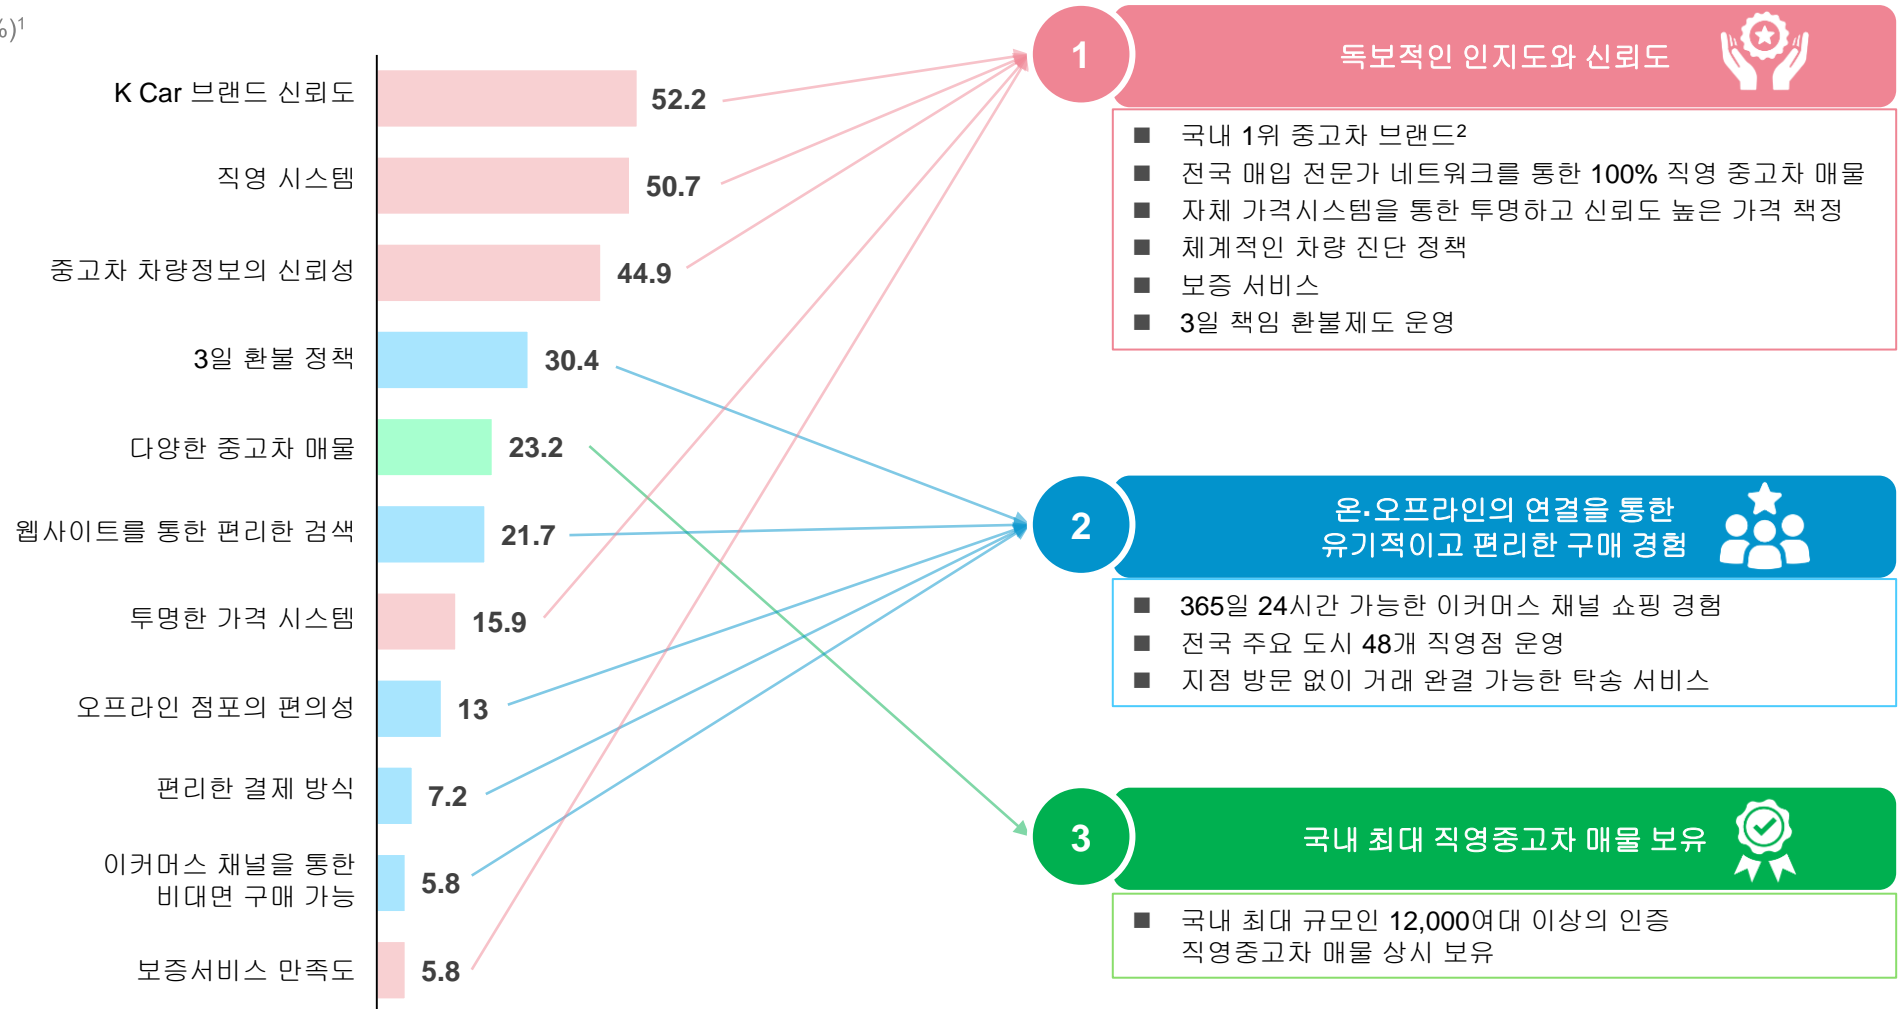 %)1
K Car 브랜드 신뢰도
52.2
직영 시스템
50.7
중고차 차량정보의 신뢰성
44.9
3일 환불 정책
30.4
다양한 중고차 매물
23.2
웹사이트를 통한 편리한 검색
21.7
투명한 가격 시스템
15.9
오프라인 점포의 편의성
13
편리한 결제 방식
7.2
이커머스 채널을 통한
비대면 구매 가능
5.8
보증서비스 만족도
5.8
1
독보적인 인지도와 신뢰도
■ 국내 1위 중고차 브랜드2
■ 전국 매입 전문가 네트워크를 통한 100% 직영 중고차 매물
■ 자체 가격시스템을 통한 투명하고 신뢰도 높은 가격 책정
■ 체계적인 차량 진단 정책
■ 보증 서비스
■ 3일 책임 환불제도 운영
2
온·오프라인의 연결을 통한
유기적이고 편리한 구매 경험
■ 365일 24시간 가능한 이커머스 채널 쇼핑 경험
■ 전국 주요 도시 48개 직영점 운영
■ 지점 방문 없이 거래 완결 가능한 탁송 서비스
3
국내 최대 직영중고차 매물 보유
■ 국내 최대 규모인 12,000여대 이상의 인증
직영중고차 매물 상시 보유